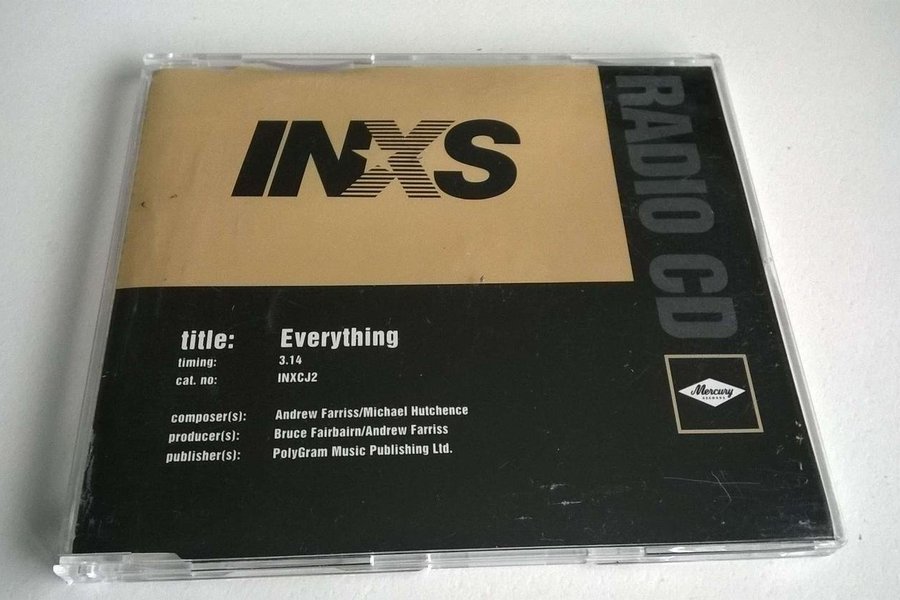 INXS
RADIO CD
title: Everything
timing: 3.14
cat. no: INXCJ2
composer(s): Andrew Farriss/Michael Hutchence
producer(s): Bruce Fairbairn/Andrew Farriss
publisher(s): PolyGram Music Publishing Ltd.
Mercury
RECORDS